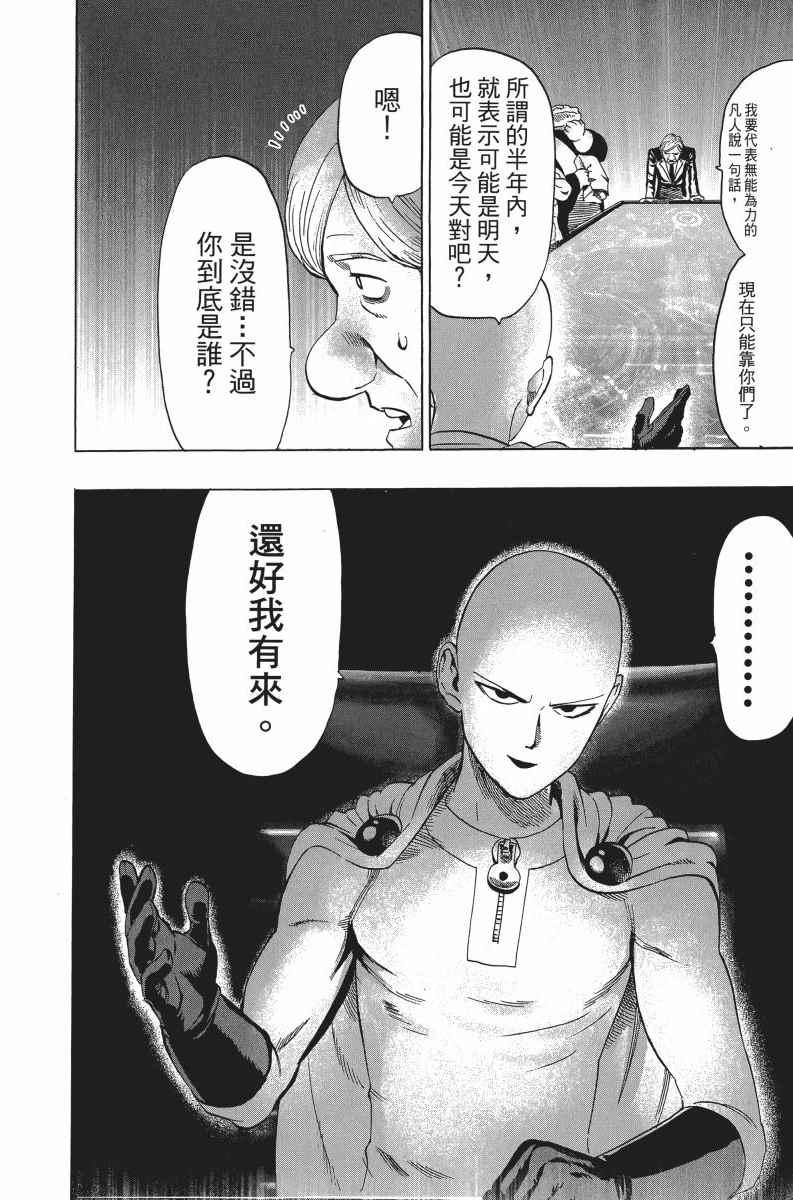 我要代表無能為力的
凡人說一句話，
現在只能靠你們了。
所謂的半年內，
就表示可能是明天，
也可能是今天對吧？
嗯！
是沒錯…不過
你到底是誰？
…………
還好我有來。